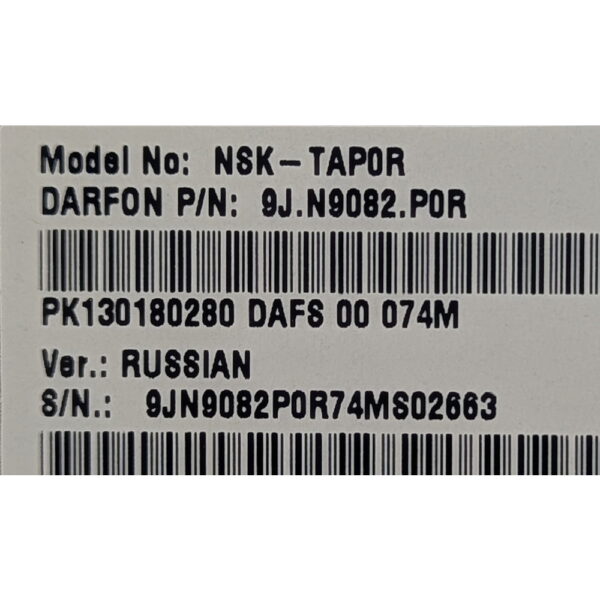 Model No: NSK-TAP0R
DARFON P/N: 9J.N9082.P0R
PK130180280 DAFS 00 074M
Ver.: RUSSIAN
S/N.: 9JN9082P0R74MS02663